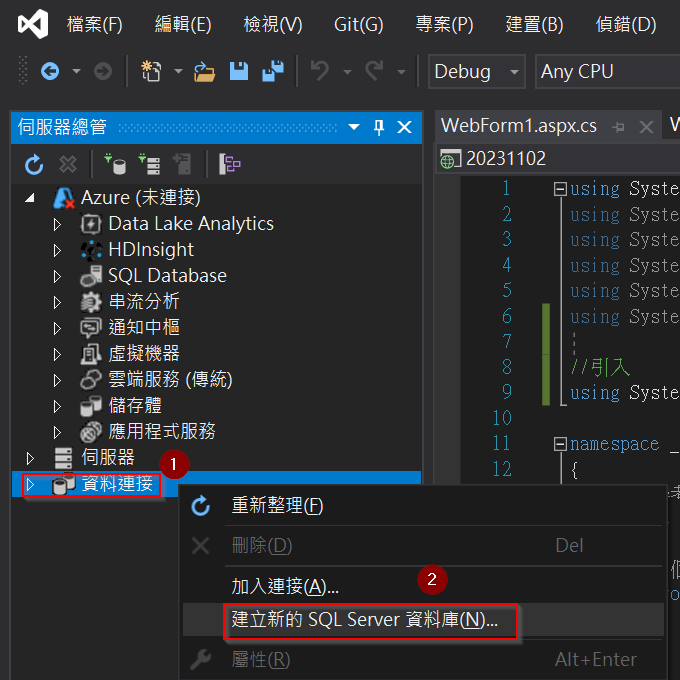 檔案(F) 編輯(E) 檢視(V) Git(G) 專案(P) 建置(B) 偵錯(D)
Debug Any CPU
伺服器總管
WebForm1.aspx.cs
20231102
Azure (未連接)
Data Lake Analytics
HDInsight
SQL Database
串流分析
通知中樞
虛擬機器
雲端服務 (傳統)
儲存體
應用程式服務
伺服器
1
資料連接
重新整理(F)
刪除(D) Del
加入連接(A)...
2
建立新的 SQL Server 資料庫(N)...
屬性(R) Alt+Enter
1 using Syste
2 using Syste
3 using Syste
4 using Syste
5 using Syste
6 using Syste
7
8 //引入
9 using Syste
10
11 namespace _
12 {